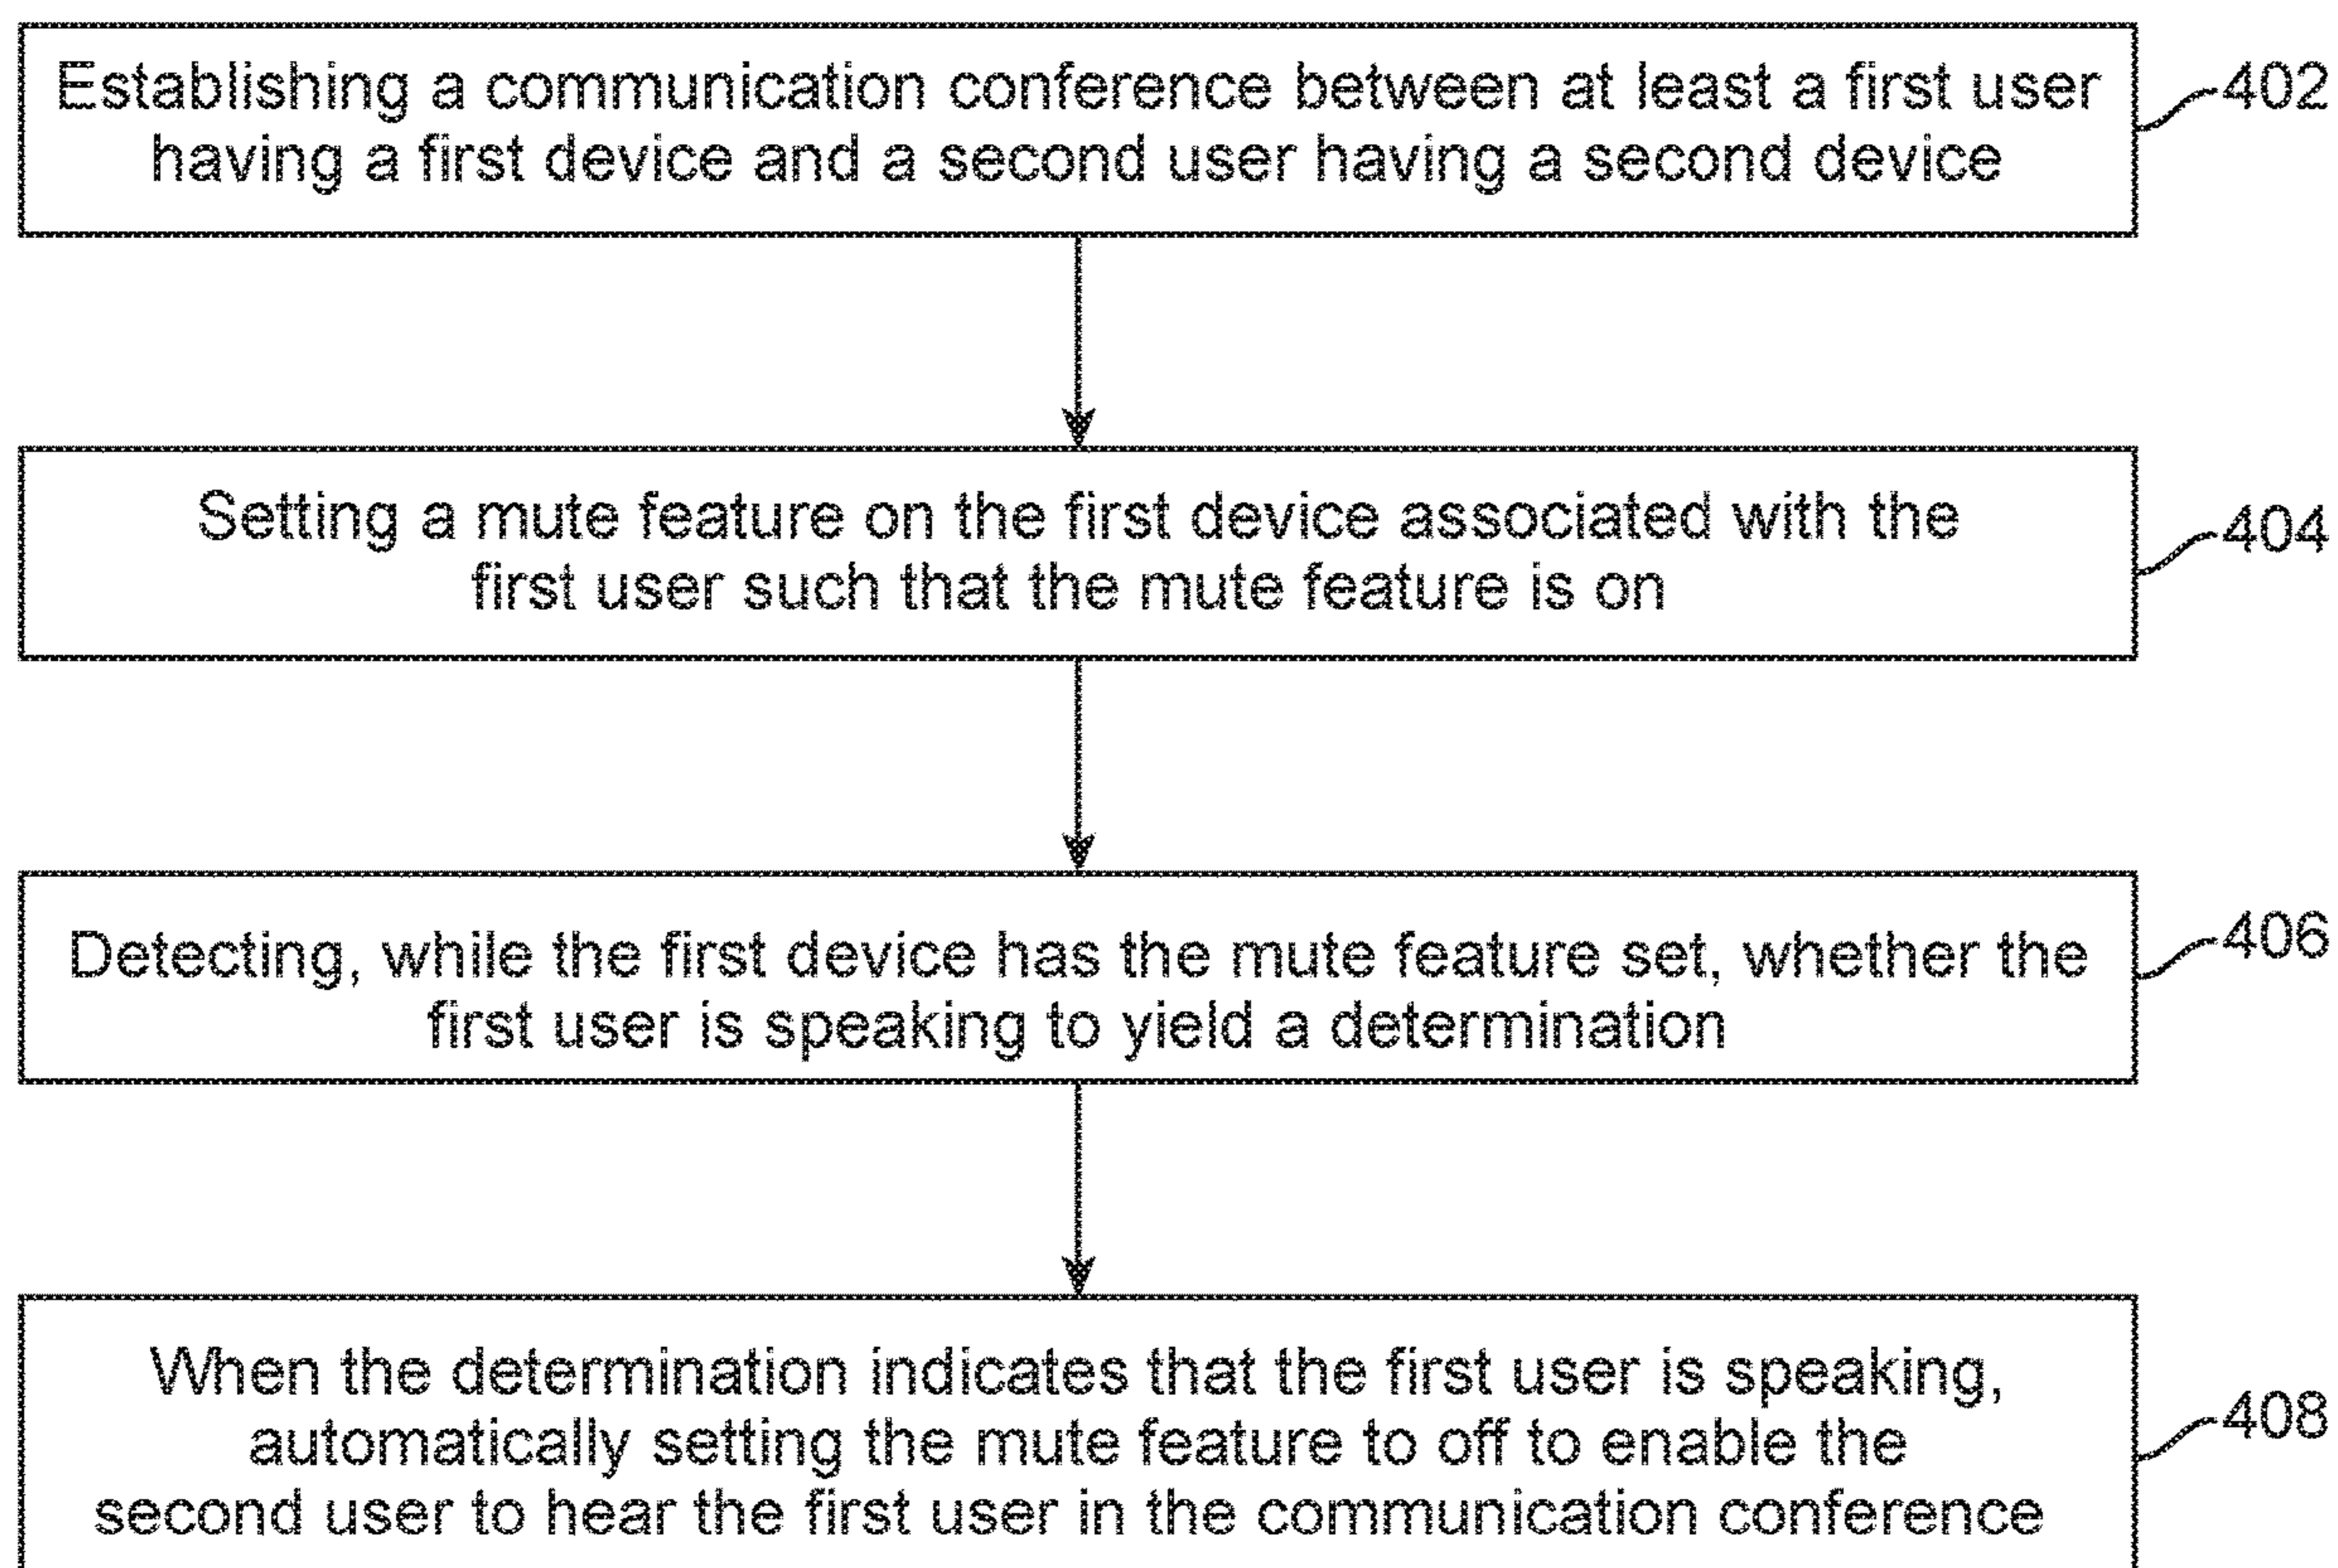 Establishing a communication conference between at least a first user
having a first device and a second user having a second device
402
Setting a mute feature on the first device associated with the
first user such that the mute feature is on
404
Detecting, while the first device has the mute feature set, whether the
first user is speaking to yield a determination
406
When the determination indicates that the first user is speaking,
automatically setting the mute feature to off to enable the
second user to hear the first user in the communication conference
408